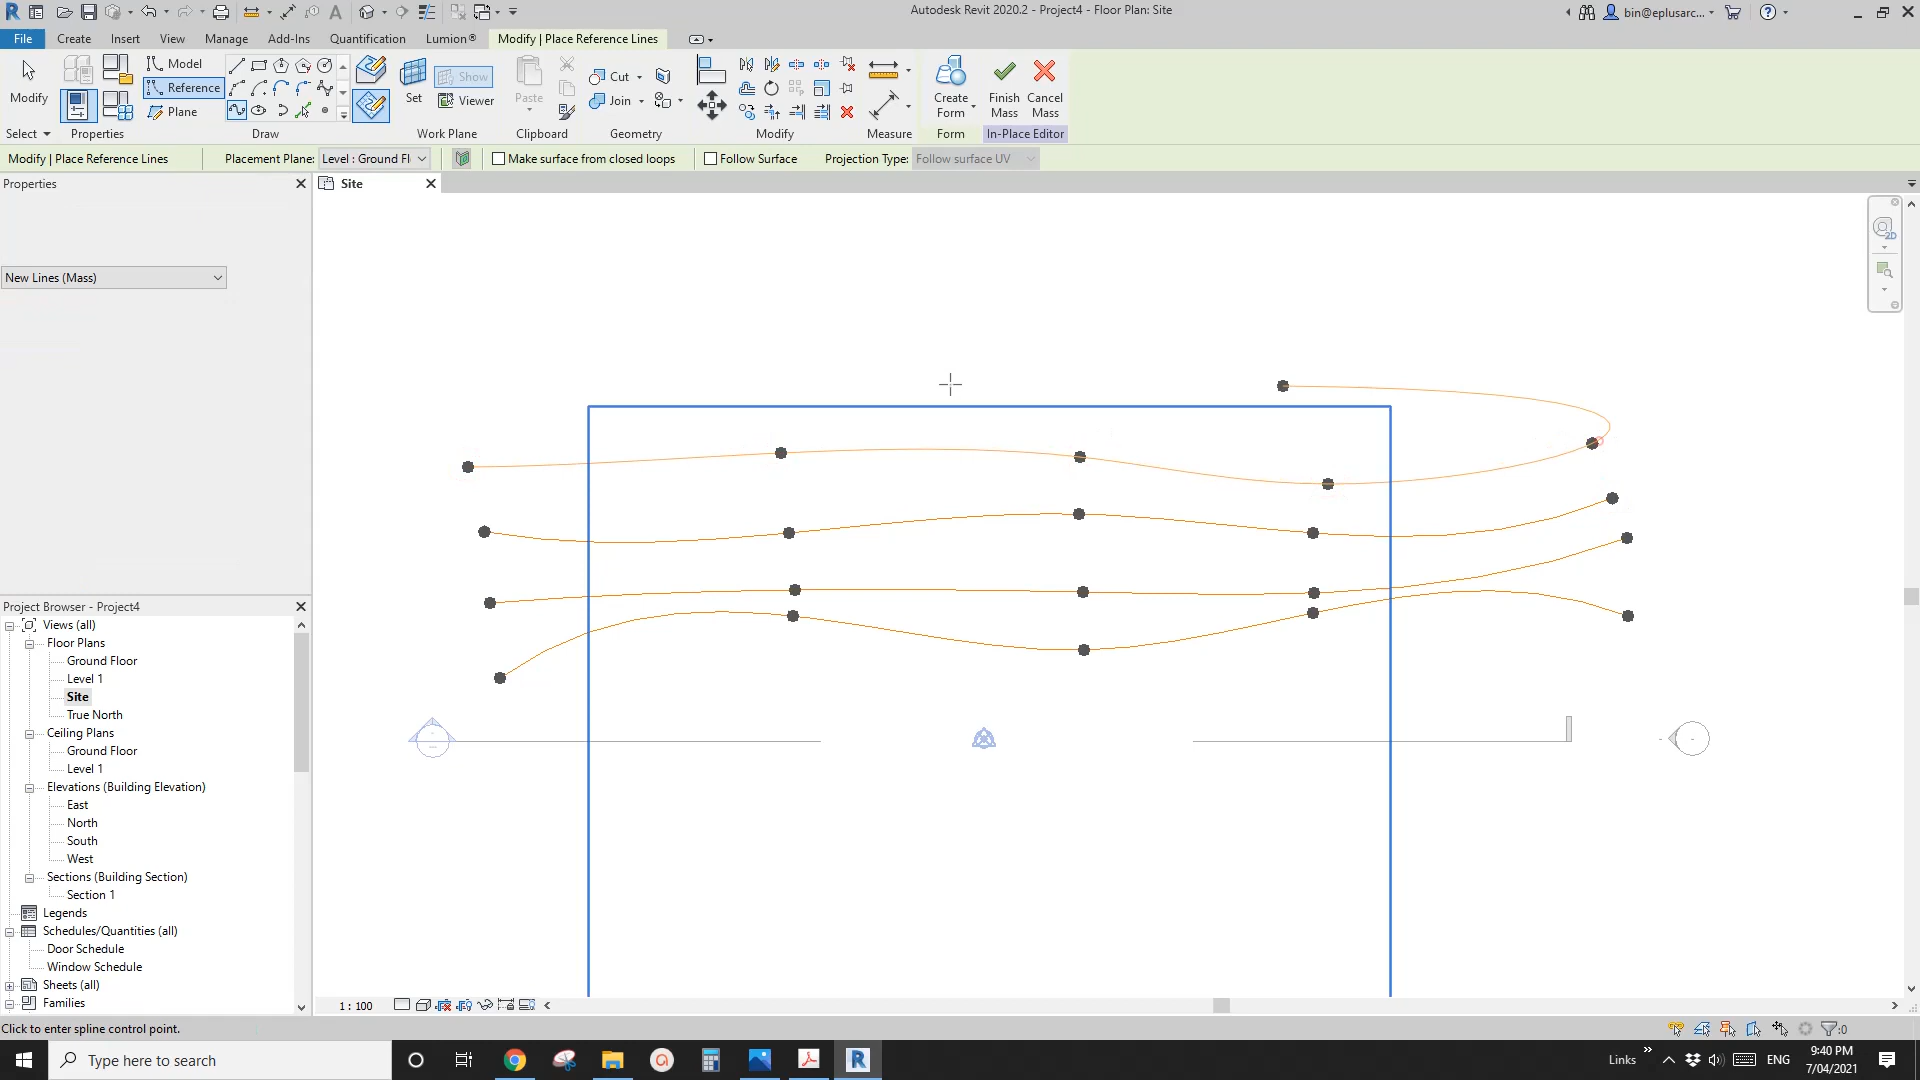 Autodesk Revit 2020.2 - Project4 - Floor Plan: Site
bin@eplusarc...
File Create Insert View Manage Add-Ins Quantification Lumion® Modify | Place Reference Lines
Modify
Model
Reference
Plane
Set
Show
Viewer
Paste
Cut
Join
Create Form
Finish Mass
Cancel Mass
Select Properties Draw Work Plane Clipboard Geometry Modify Measure Form In-Place Editor
Modify | Place Reference Lines Placement Plane: Level : Ground Fl Make surface from closed loops Follow Surface Projection Type: Follow surface UV
Properties
Site
2D
New Lines (Mass)
Project Browser - Project4
Views (all)
Floor Plans
Ground Floor
Level 1
Site
True North
Ceiling Plans
Ground Floor
Level 1
Elevations (Building Elevation)
East
North
South
West
Sections (Building Section)
Section 1
Legends
Schedules/Quantities (all)
Door Schedule
Window Schedule
Sheets (all)
Families
1 : 100
Click to enter spline control point.
:0
Type here to search
Links
ENG
9:40 PM
7/04/2021